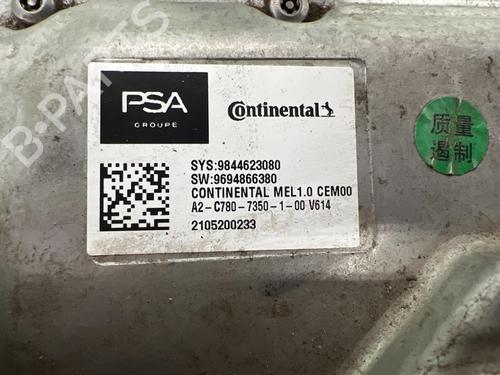 PSA
GROUPE
Continental
SYS:9844623080
SW:9694866380
CONTINENTAL MEL1.0 CEM00
A2-C780-7350-1-00 V614
2105200233
质量
遏制
B-PARTS